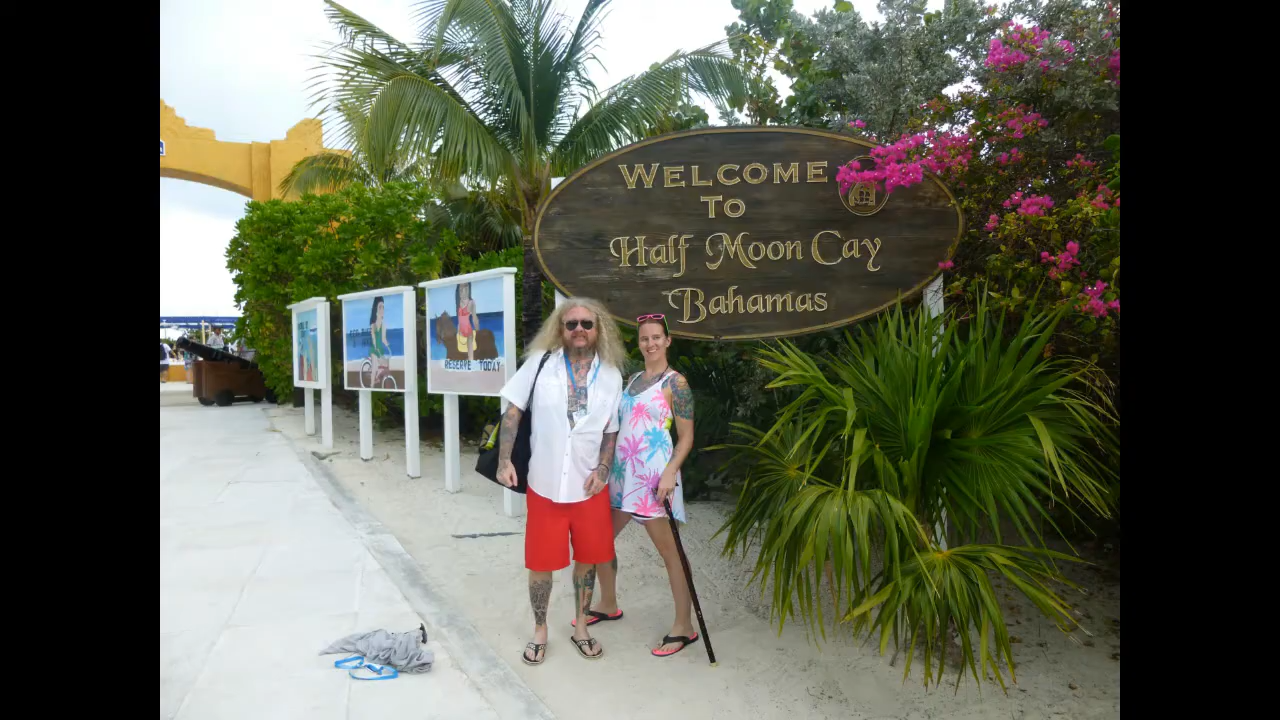 WELCOME
TO
Half Moon Cay
Bahamas
RESERVE TODAY